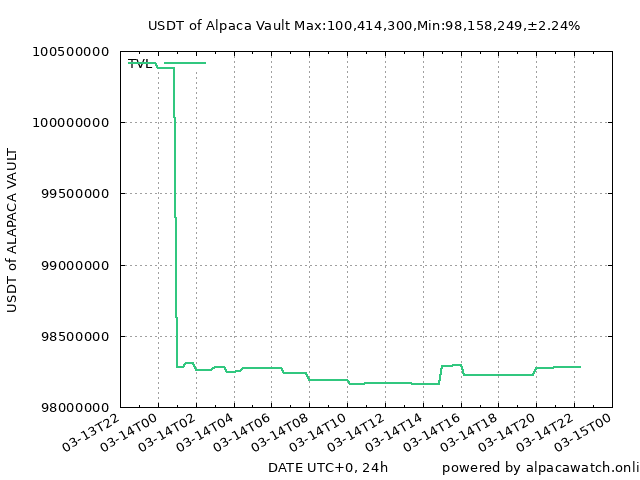 USDT of Alpaca Vault Max:100,414,300,Min:98,158,249,±2.24%
USDT of ALAPACA VAULT
100500000
100000000
99500000
99000000
98500000
98000000
TVL
03-13T22
03-14T00
03-14T02
03-14T04
03-14T06
03-14T08
03-14T10
03-14T12
03-14T14
03-14T16
03-14T18
03-14T20
03-14T22
03-15T00
DATE UTC+0, 24h
powered by alpacawatch.onli